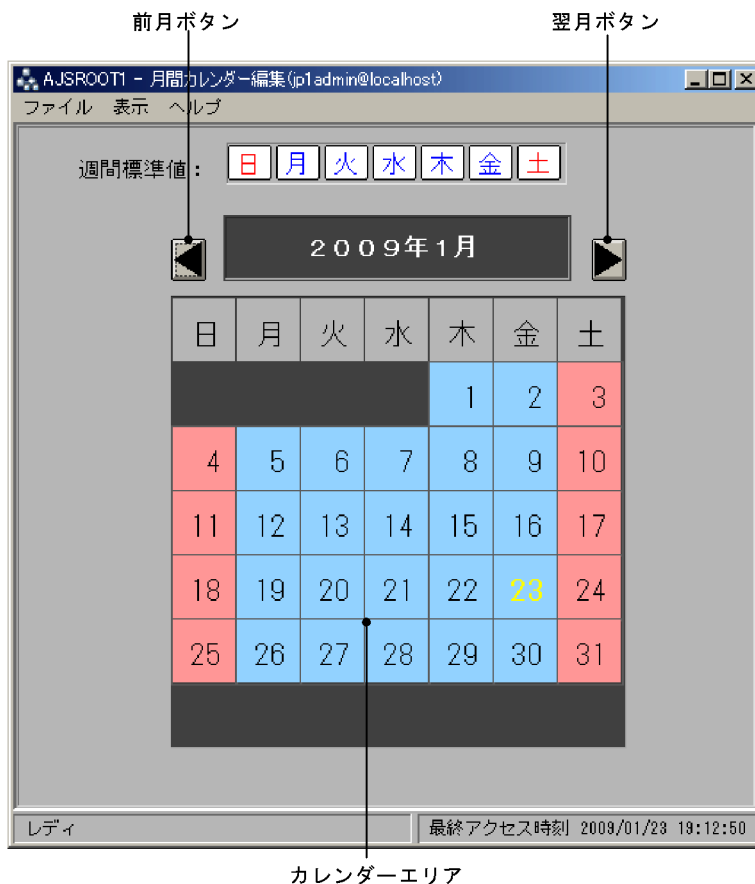 前月ボタン 翌月ボタン
AJSROOT1 - 月間カレンダー編集(jp1admin@localhost)
ファイル 表示 ヘルプ
週間標準値： 日 月 火 水 木 金 土
２００９年１月
日 月 火 水 木 金 土
1 2 3
4 5 6 7 8 9 10
11 12 13 14 15 16 17
18 19 20 21 22 23 24
25 26 27 28 29 30 31
レディ 最終アクセス時刻 2009/01/23 19:12:50
カレンダーエリア